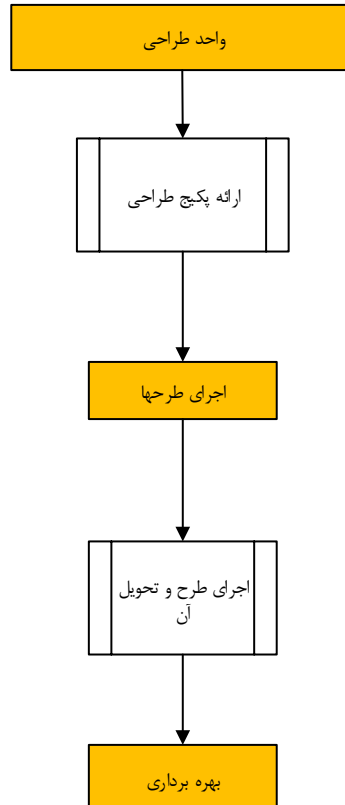 واحد طراحی
ارائه پکیج طراحی
اجرای طرحها
اجرای طرح و تحویل
آن
بهره برداری